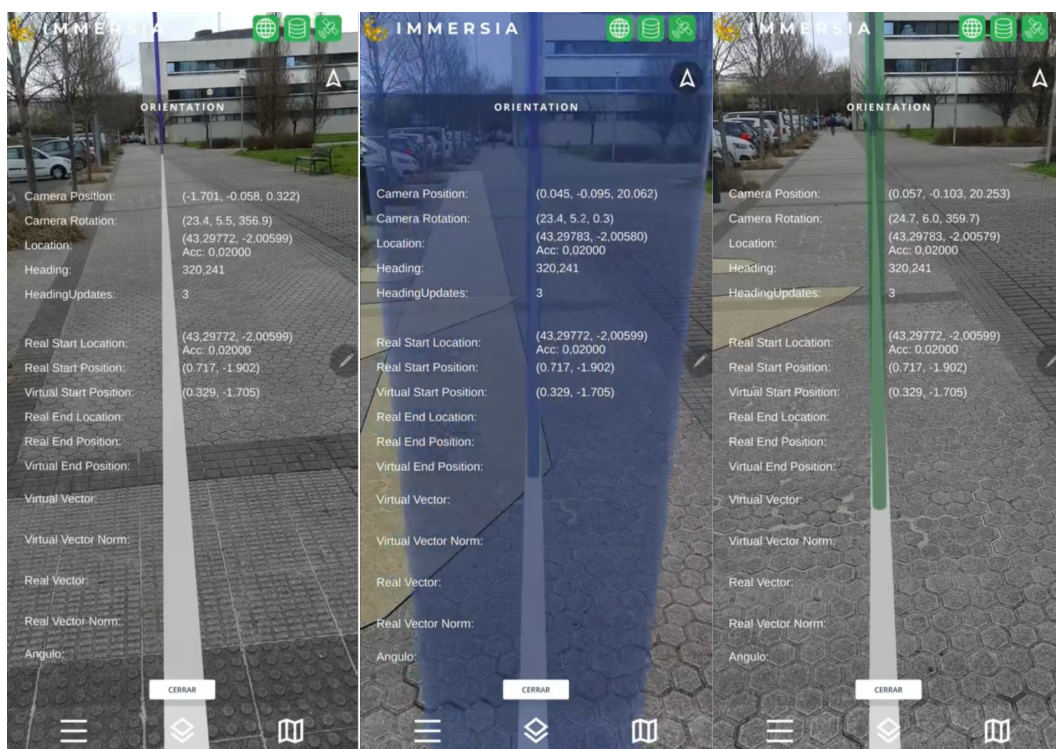 IMMERSIA
ORIENTATION
Camera Position: (-1.701, -0.058, 0.322)
Camera Rotation: (23.4, 5.5, 356.9)
Location: (43,29772, -2,00599)
Acc: 0,02000
Heading: 320,241
HeadingUpdates: 3
Real Start Location: (43,29772, -2,00599)
Acc: 0,02000
Real Start Position: (0.717, -1.902)
Virtual Start Position: (0.329, -1.705)
Real End Location:
Real End Position:
Virtual End Position:
Virtual Vector:
Virtual Vector Norm:
Real Vector:
Real Vector Norm:
Angulo:
CERRAR
IMMERSIA
ORIENTATION
Camera Position: (0.045, -0.095, 20.062)
Camera Rotation: (23.4, 5.2, 0.3)
Location: (43,29783, -2,00580)
Acc: 0,02000
Heading: 320,241
HeadingUpdates: 3
Real Start Location: (43,29772, -2,00599)
Acc: 0,02000
Real Start Position: (0.717, -1.902)
Virtual Start Position: (0.329, -1.705)
Real End Location:
Real End Position:
Virtual End Position:
Virtual Vector:
Virtual Vector Norm:
Real Vector:
Real Vector Norm:
Angulo:
CERRAR
IMMERSIA
ORIENTATION
Camera Position: (0.057, -0.103, 20.253)
Camera Rotation: (24.7, 6.0, 359.7)
Location: (43,29783, -2,00579)
Acc: 0,02000
Heading: 320,241
HeadingUpdates: 3
Real Start Location: (43,29772, -2,00599)
Acc: 0,02000
Real Start Position: (0.717, -1.902)
Virtual Start Position: (0.329, -1.705)
Real End Location:
Real End Position:
Virtual End Position:
Virtual Vector:
Virtual Vector Norm:
Real Vector:
Real Vector Norm:
Angulo:
CERRAR